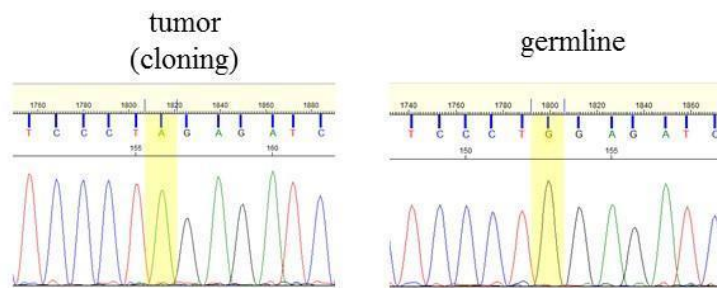 tumor
(cloning)
germline
1760 1780 1800 1820 1840 1860 1880
T C C C T A G A G A T C
155 160
1740 1760 1780 1800 1820 1840 1860
T C C C T G G A G A T C
150 155